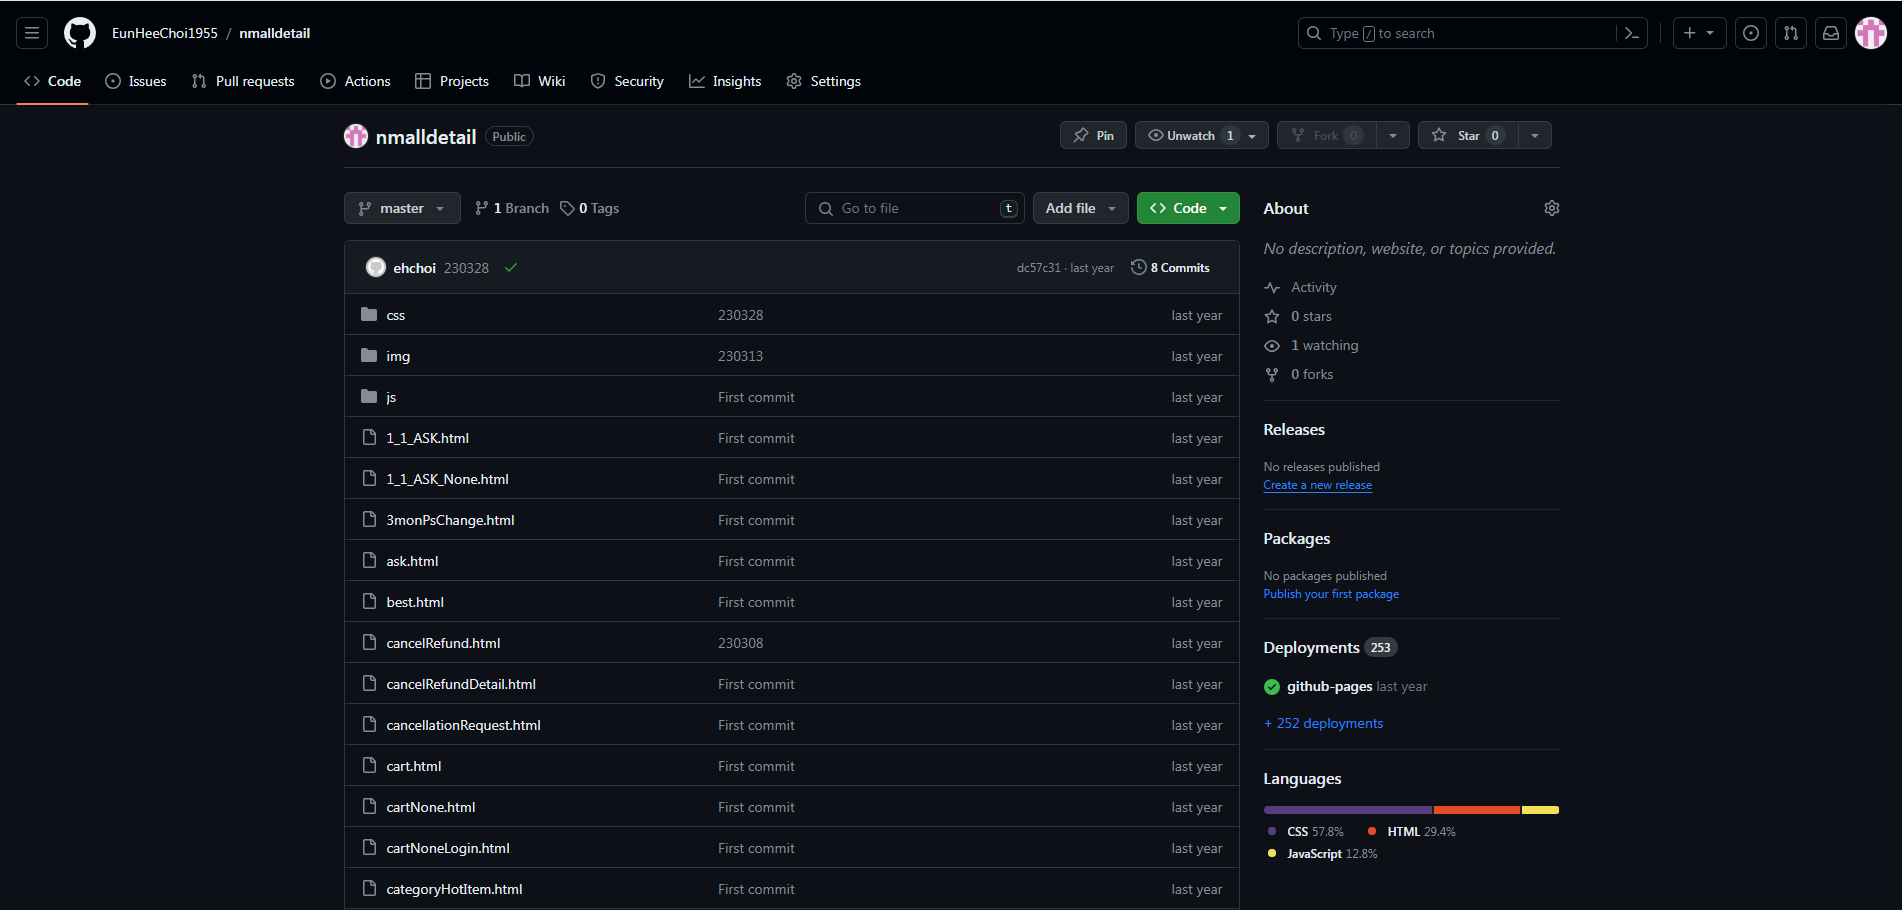 EunHeeChoi1955 / nmalldetail
Type / to search
Code Issues Pull requests Actions Projects Wiki Security Insights Settings
nmalldetail Public
Pin Unwatch 1 Fork 0 Star 0
master 1 Branch 0 Tags
Go to file t Add file Code
ehchoi 230328 dc57c31 · last year 8 Commits
css 230328 last year
img 230313 last year
js First commit last year
1_1_ASK.html First commit last year
1_1_ASK_None.html First commit last year
3monPsChange.html First commit last year
ask.html First commit last year
best.html First commit last year
cancelRefund.html 230308 last year
cancelRefundDetail.html First commit last year
cancellationRequest.html First commit last year
cart.html First commit last year
cartNone.html First commit last year
cartNoneLogin.html First commit last year
categoryHotItem.html First commit last year
About
No description, website, or topics provided.
Activity
0 stars
1 watching
0 forks
Releases
No releases published
Create a new release
Packages
No packages published
Publish your first package
Deployments 253
github-pages last year
+ 252 deployments
Languages
CSS 57.8% HTML 29.4%
JavaScript 12.8%